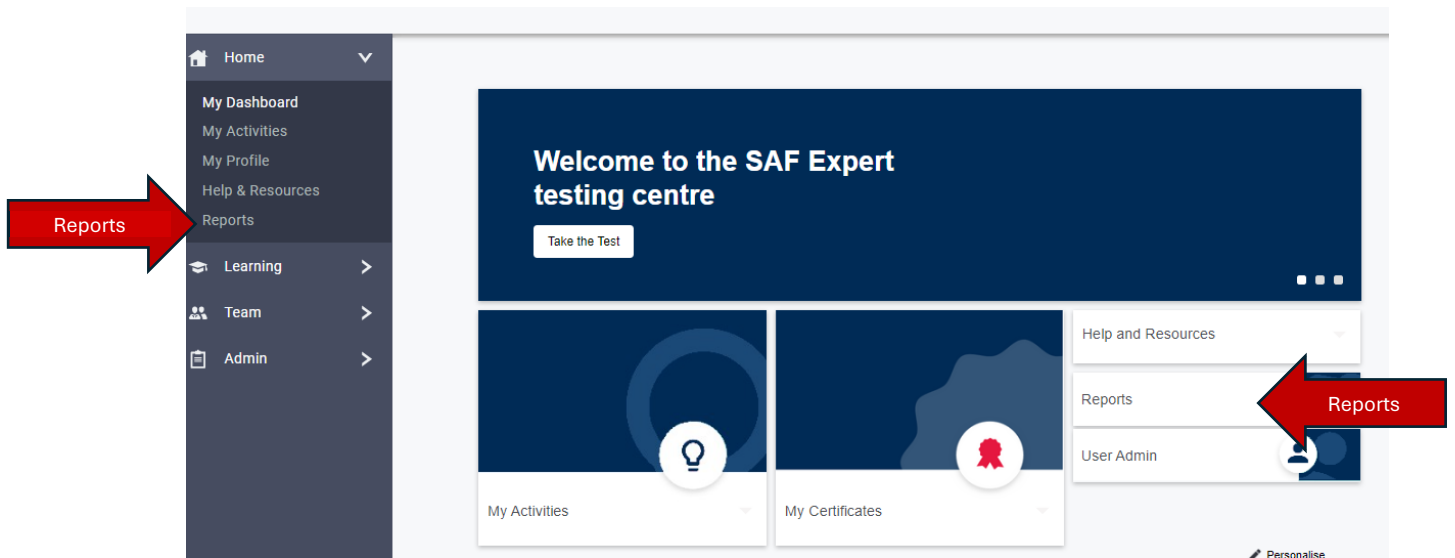 Home
My Dashboard
My Activities
My Profile
Help & Resources
Reports
Reports
Learning
Team
Admin
Welcome to the SAF Expert
testing centre
Take the Test
My Activities
My Certificates
Help and Resources
Reports
Reports
User Admin
Personalise